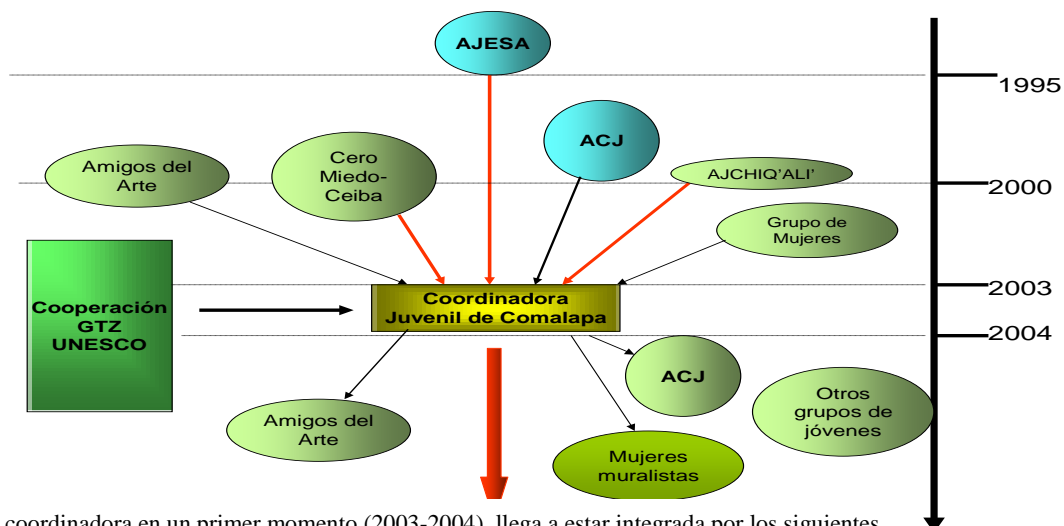 AJESA
1995
ACJ
Cero
Miedo-
Ceiba
Amigos del
Arte
AJCHIQ'ALI'
2000
Grupo de
Mujeres
Cooperación
GTZ
UNESCO
Coordinadora
Juvenil de Comalapa
2003
2004
ACJ
Otros
grupos de
jóvenes
Amigos del
Arte
Mujeres
muralistas
coordinadora en un primer momento (2003-2004), llega a estar integrada por los siguientes